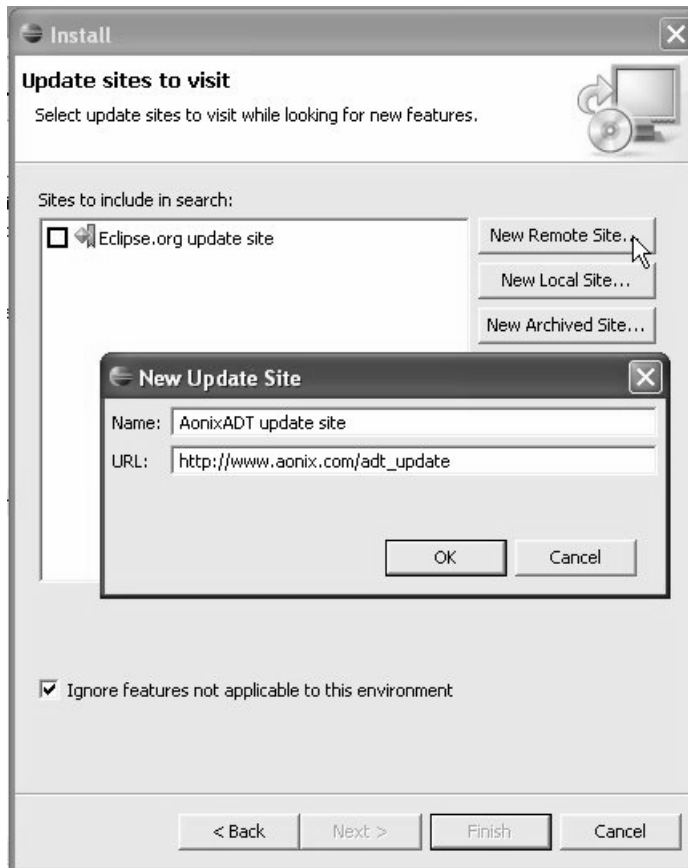 Install
Update sites to visit
Select update sites to visit while looking for new features.
Sites to include in search:
Eclipse.org update site
New Remote Site...
New Local Site...
New Archived Site...
New Update Site
Name: AonixADT update site
URL: http://www.aonix.com/adt_update
OK Cancel
Ignore features not applicable to this environment
< Back Next > Finish Cancel